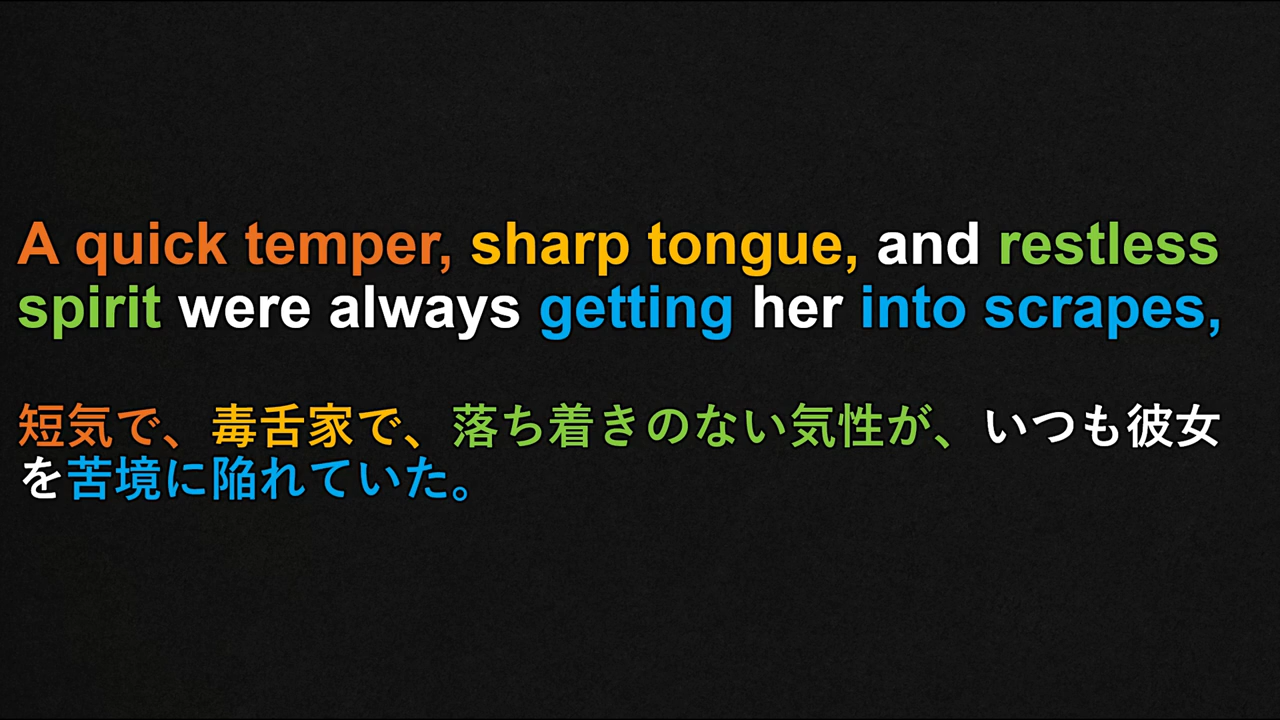 A quick temper, sharp tongue, and restless
spirit were always getting her into scrapes,
短気で、毒舌家で、落ち着きのない気性が、いつも彼女
を苦境に陥れていた。